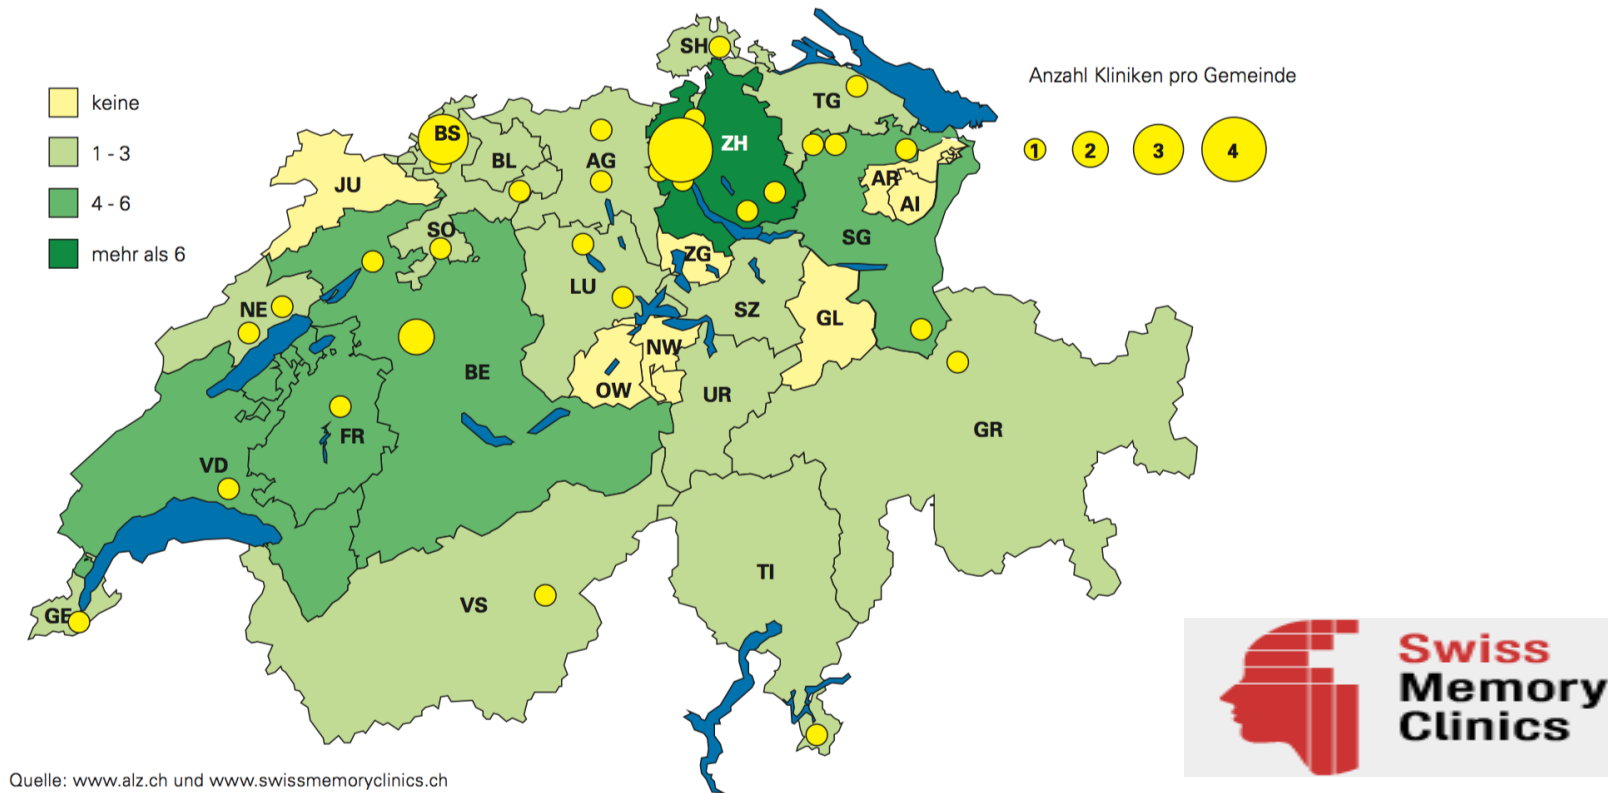 Anzahl Kliniken pro Gemeinde
1 2 3 4
keine
1 - 3
4 - 6
mehr als 6
SH
TG
BS
BL
AG
ZH
JU
AR
AI
SO
SG
ZG
NE
LU
SZ
GL
NW
BE
OW
UR
FR
GR
VD
TI
VS
GE
Swiss
Memory
Clinics
Quelle: www.alz.ch und www.swissmemoryclinics.ch